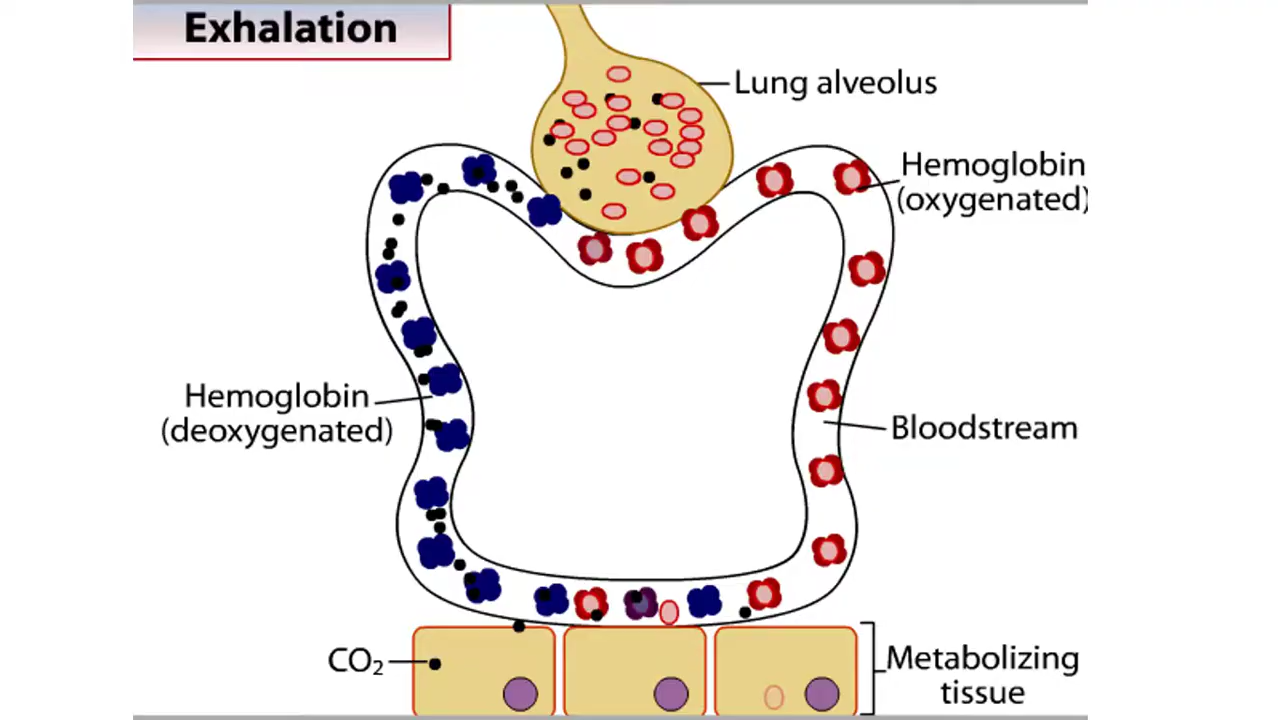 Exhalation
Lung alveolus
Hemoglobin
(oxygenated)
Hemoglobin
(deoxygenated)
Bloodstream
CO₂
Metabolizing
tissue